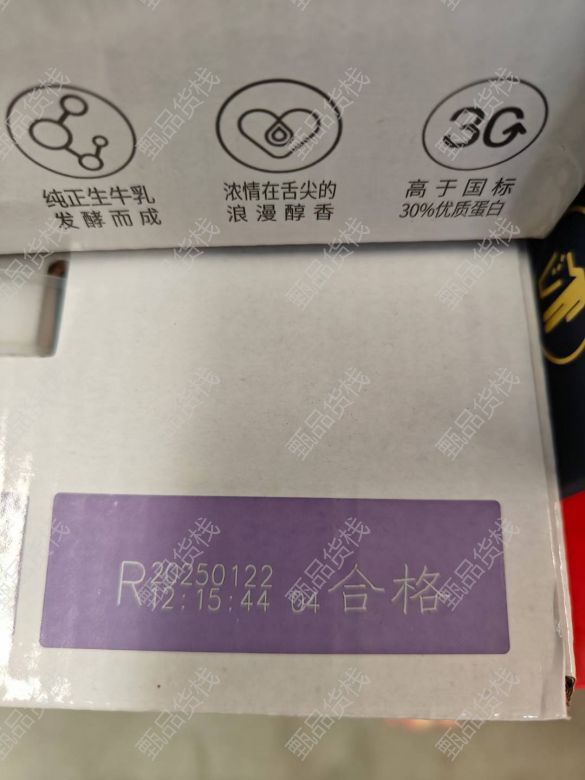 3G
纯正生牛乳
发酵而成
浓情在舌尖的
浪漫醇香
高于国标
30%优质蛋白
R 20250122
12:15:44 04 合格
甄品货栈